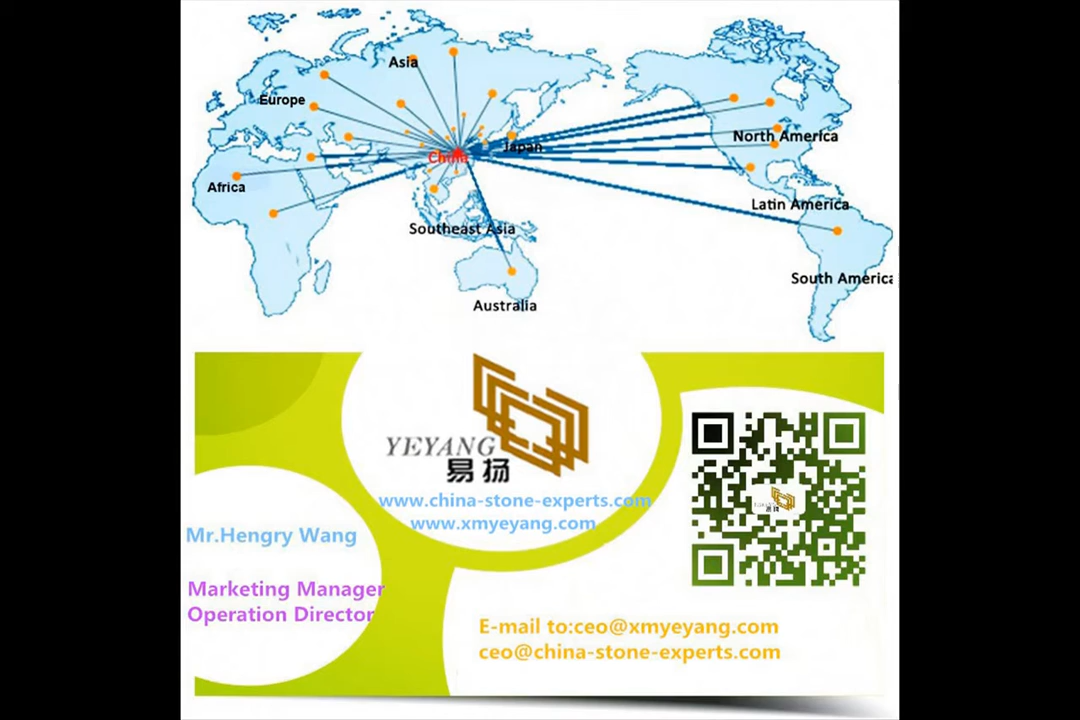 Asia
Europe
Japan
China
North America
Africa
Latin America
Southeast Asia
South America
Australia
YEYANG
易扬
www.china-stone-experts.com
www.xmyeyang.com
Mr.Hengry Wang
Marketing Manager
Operation Director
E-mail to:ceo@xmyeyang.com
ceo@china-stone-experts.com